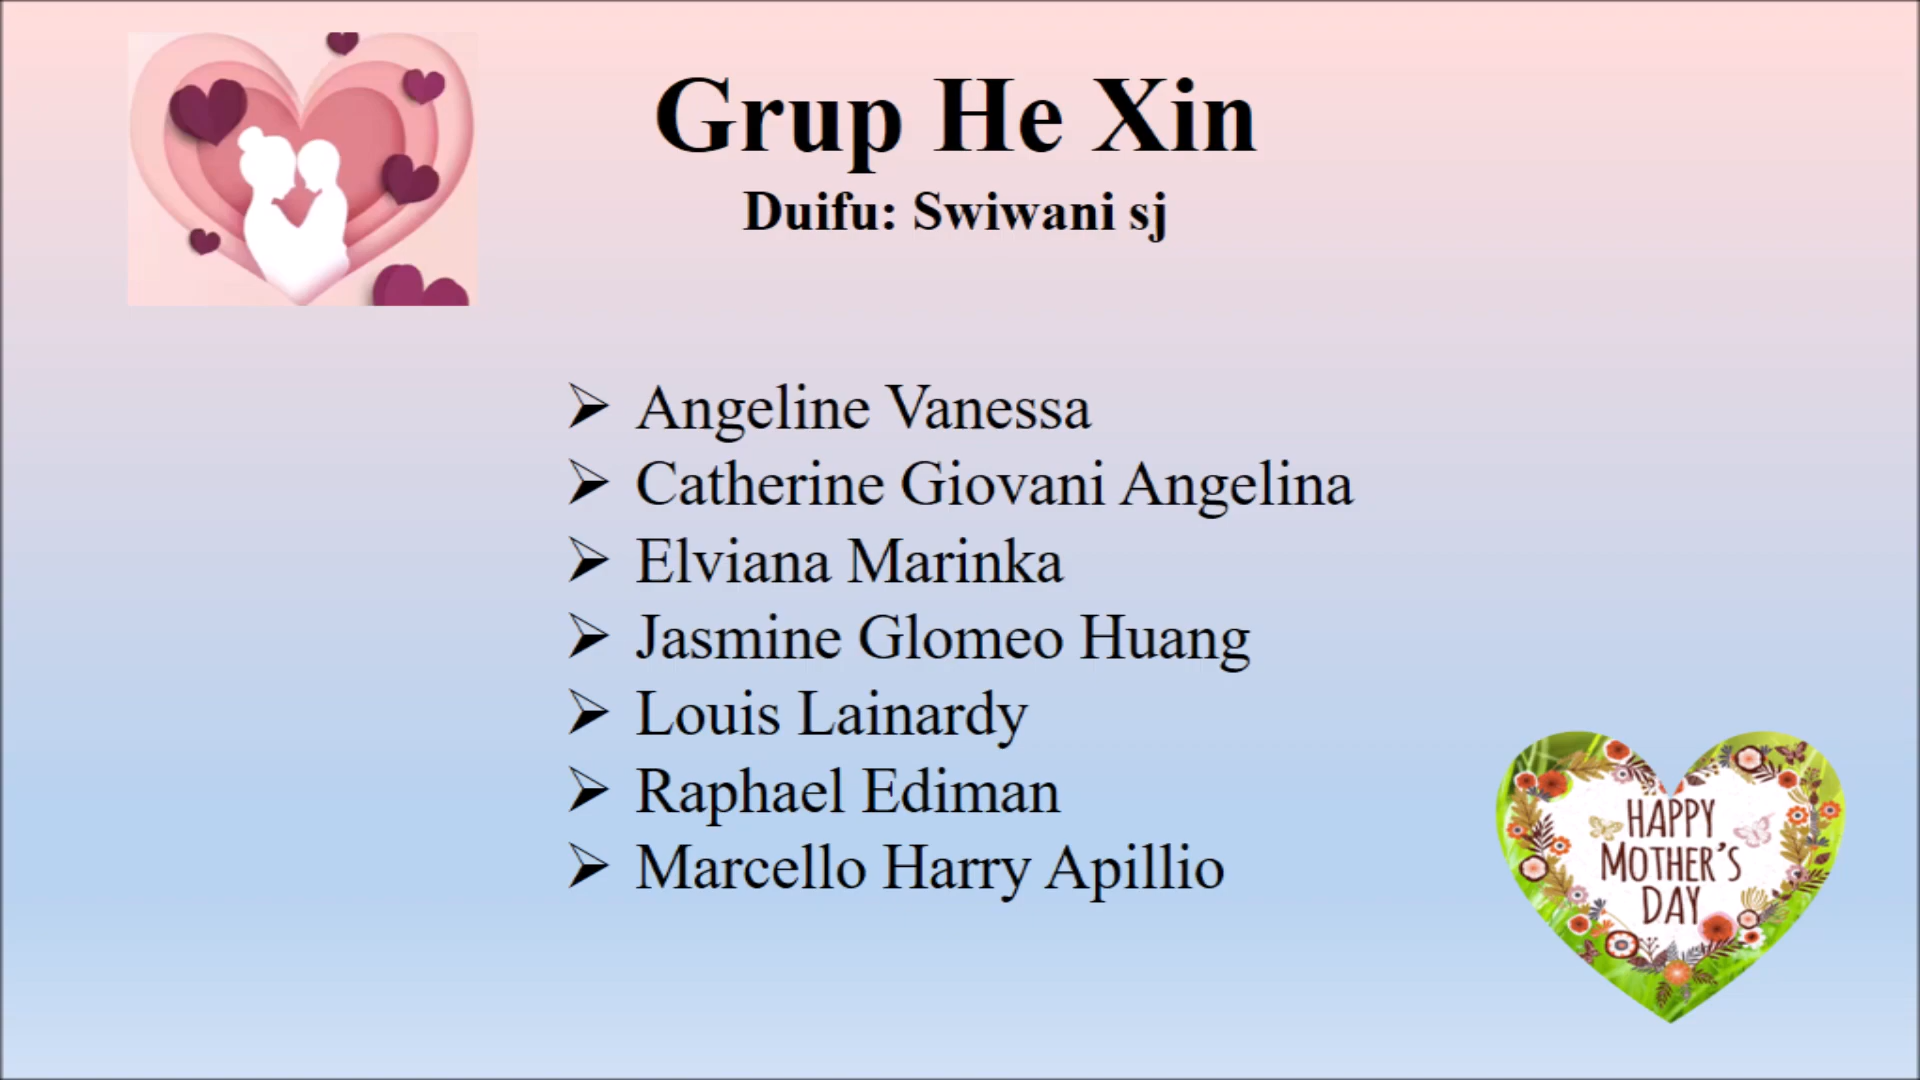 Grup He Xin
Duifu: Swiwani sj
➢ Angeline Vanessa
➢ Catherine Giovani Angelina
➢ Elviana Marinka
➢ Jasmine Glomeo Huang
➢ Louis Lainardy
➢ Raphael Ediman
➢ Marcello Harry Apillio
HAPPY
MOTHER'S
DAY